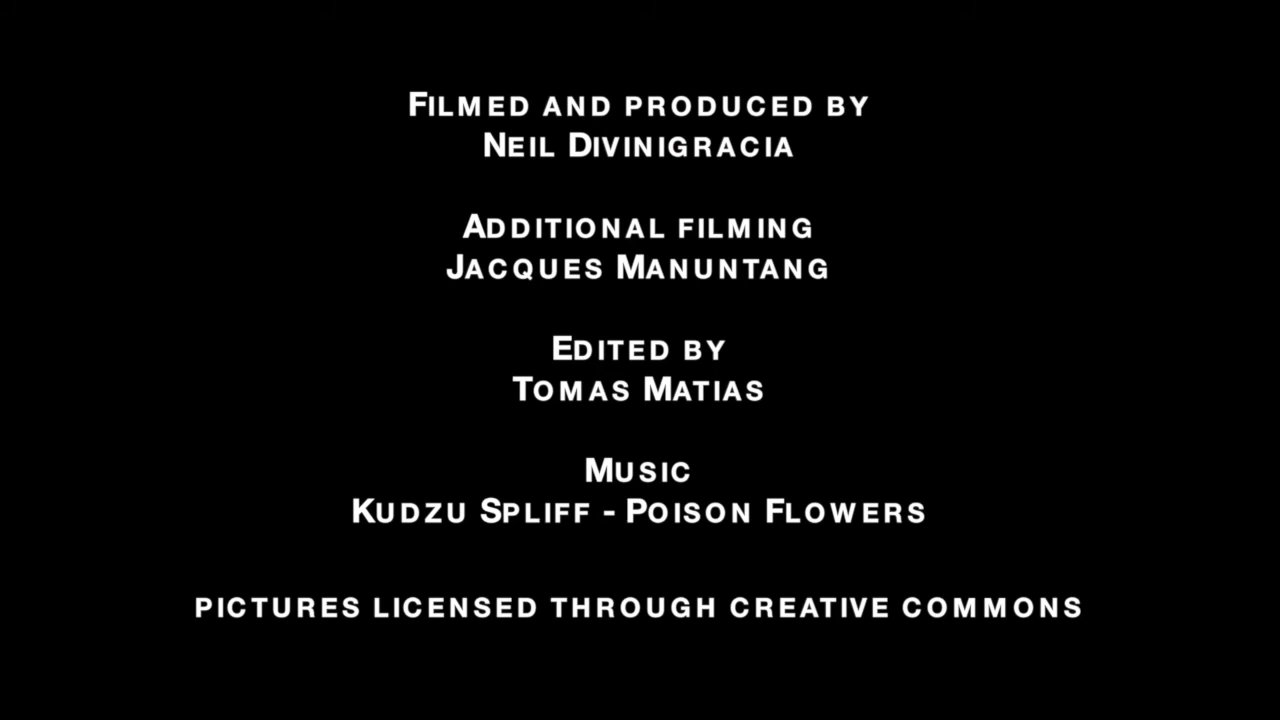 Filmed and produced by
Neil Divinigracia
Additional filming
Jacques Manuntang
Edited by
Tomas Matias
Music
Kudzu Spliff - Poison Flowers
pictures licensed through creative commons